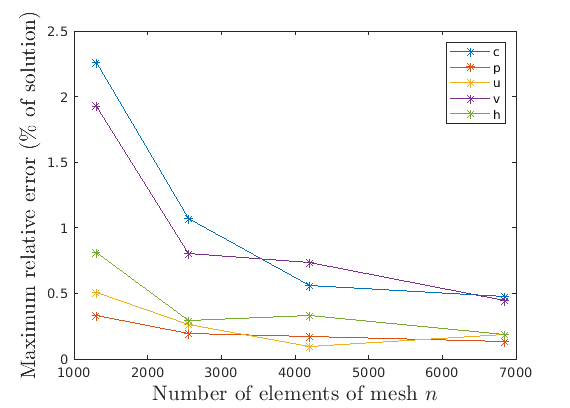 Maximum relative error (% of solution)
2.5
2
1.5
1
0.5
0
1000 2000 3000 4000 5000 6000 7000
Number of elements of mesh n
c
p
u
v
h